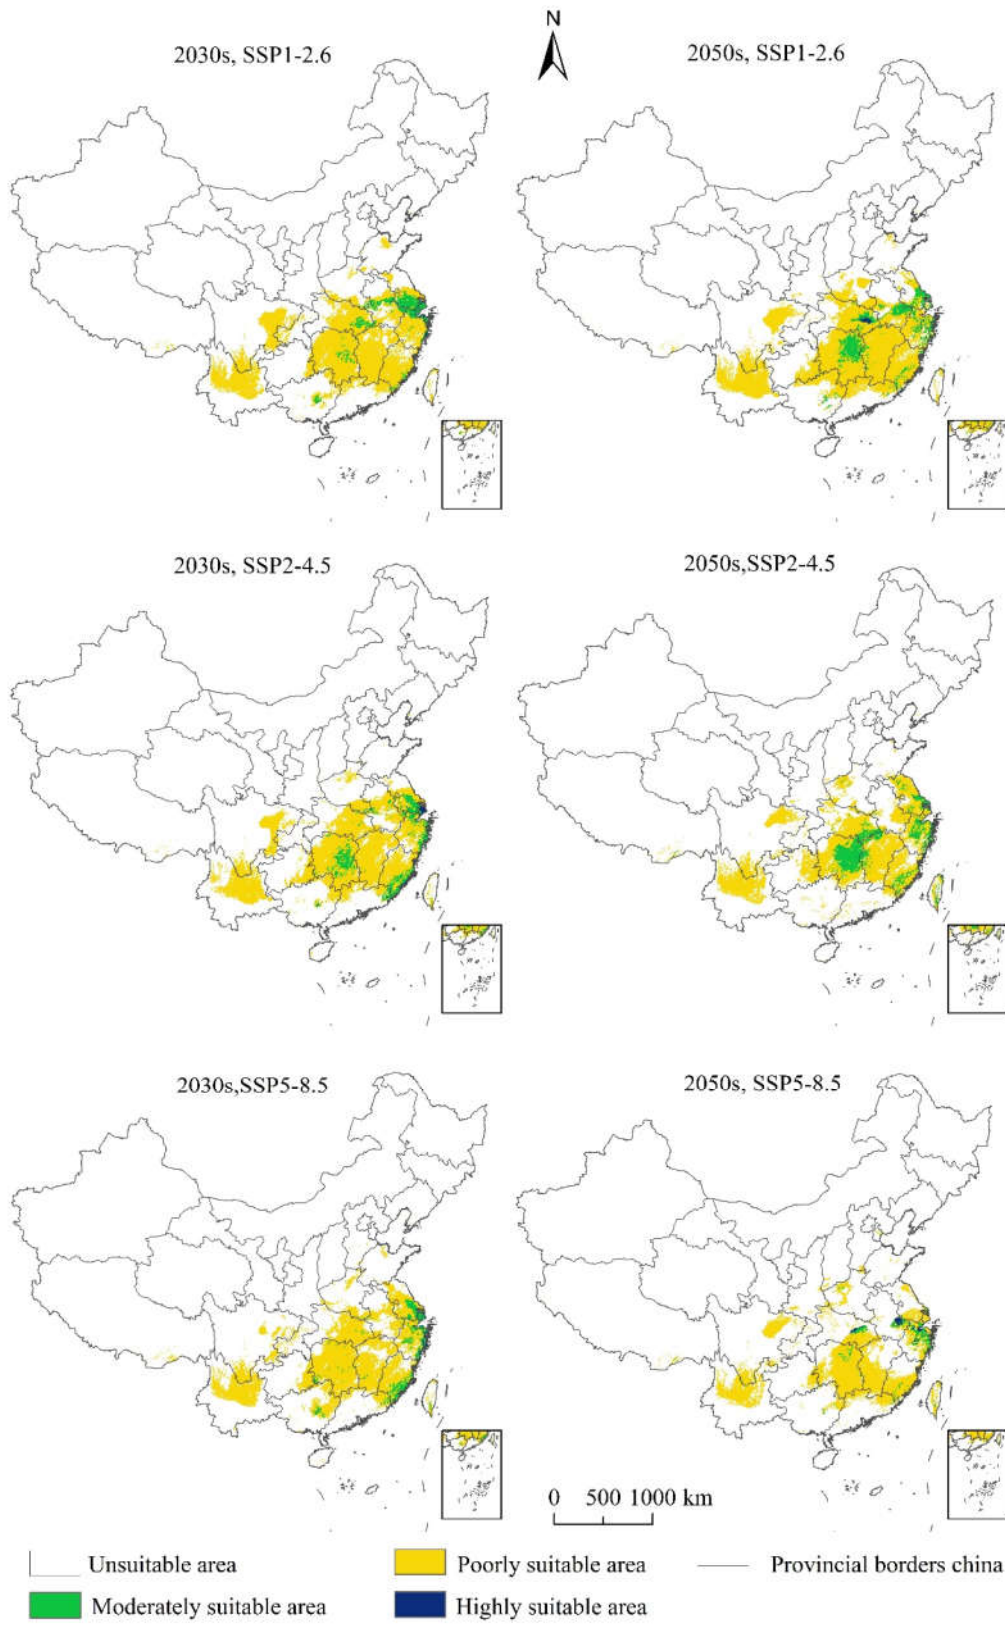 N
2030s, SSP1-2.6
2050s, SSP1-2.6
2030s, SSP2-4.5
2050s,SSP2-4.5
2030s,SSP5-8.5
2050s, SSP5-8.5
0 500 1000 km
Unsuitable area
Poorly suitable area
Provincial borders china
Moderately suitable area
Highly suitable area